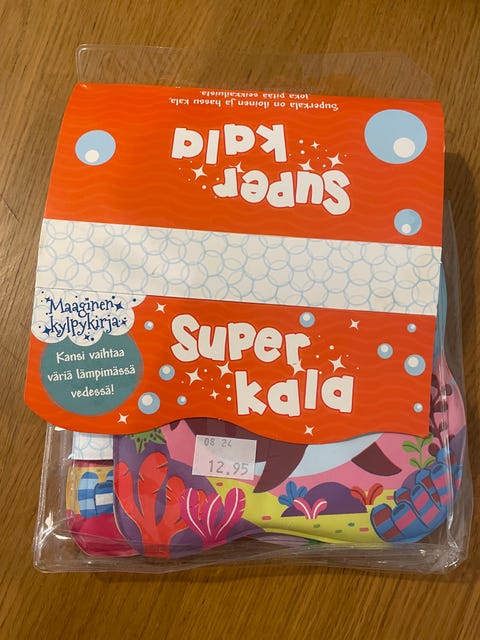 Superkala on iloinen ja hassu kala,
joka pitää seikkailuista.
Super
kala
Maaginen
kylpykirja
Kansi vaihtaa
väriä lämpimässä
vedessä!
Super
kala
08 24
12.95